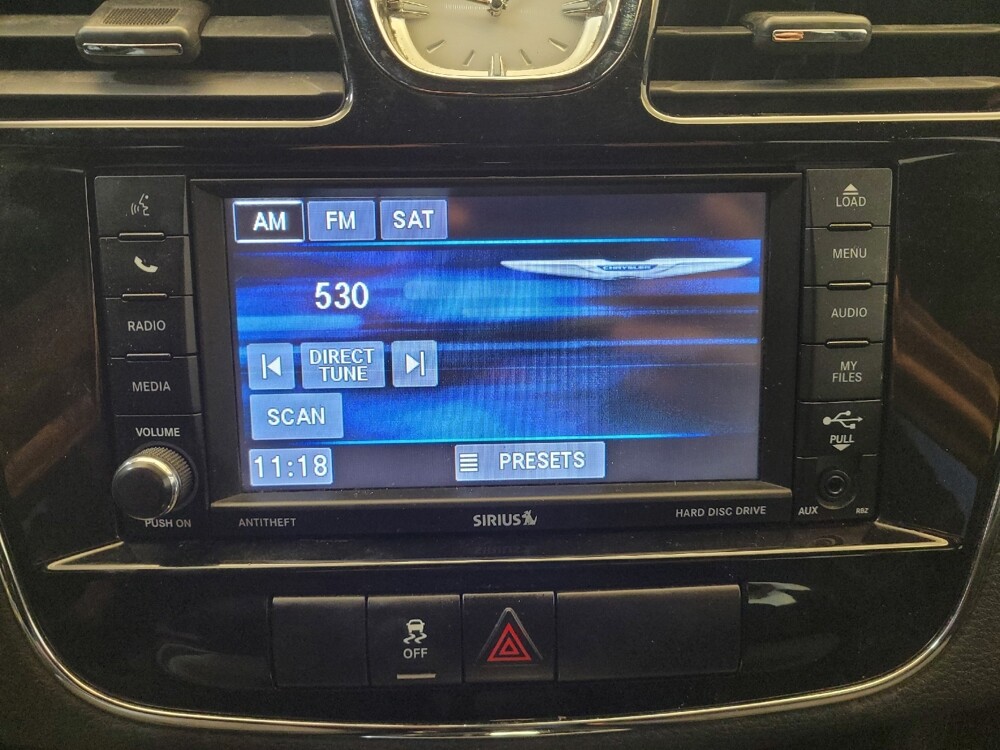 AM FM SAT
CHRYSLER
530
DIRECT
TUNE
SCAN
11:18
PRESETS
RADIO
MEDIA
VOLUME
PUSH ON
LOAD
MENU
AUDIO
MY
FILES
PULL
AUX
RBZ
ANTITHEFT
SIRIUS
HARD DISC DRIVE
OFF